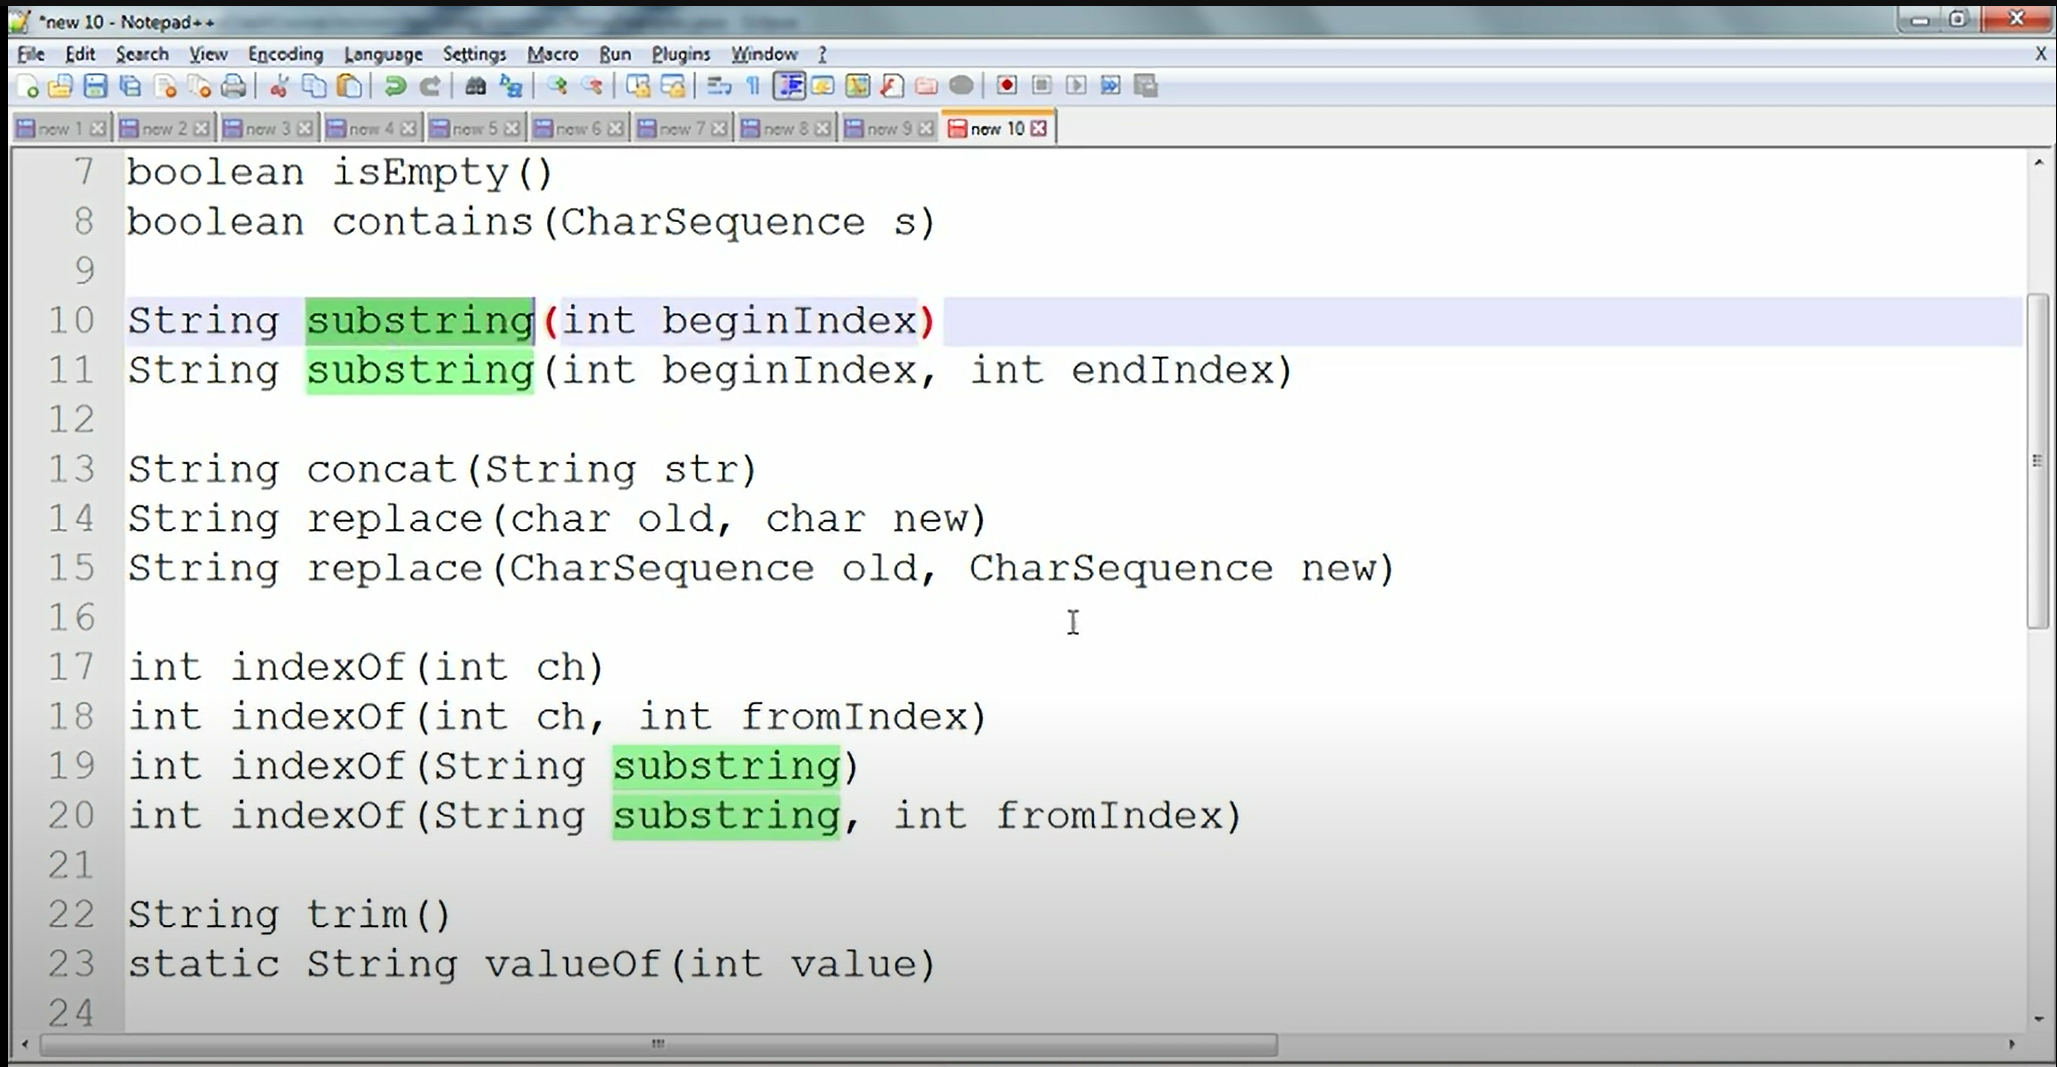 *new 10 - Notepad++
File Edit Search View Encoding Language Settings Macro Run Plugins Window ? X
new 1 new 2 new 3 new 4 new 5 new 6 new 7 new 8 new 9 new 10
7 boolean isEmpty()
8 boolean contains(CharSequence s)
9
10 String substring(int beginIndex)
11 String substring(int beginIndex, int endIndex)
12
13 String concat(String str)
14 String replace(char old, char new)
15 String replace(CharSequence old, CharSequence new)
16
17 int indexOf(int ch)
18 int indexOf(int ch, int fromIndex)
19 int indexOf(String substring)
20 int indexOf(String substring, int fromIndex)
21
22 String trim()
23 static String valueOf(int value)
24